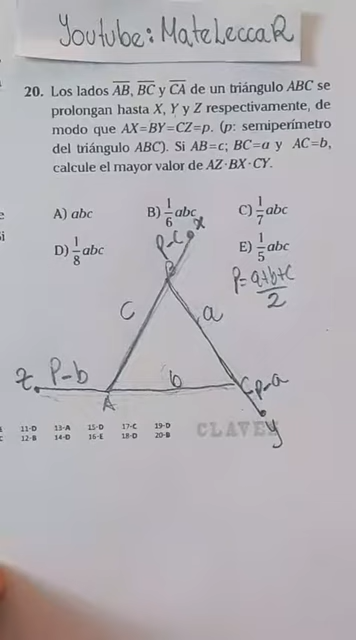 Youtube: MateLeccaR
20. Los lados AB, BC y CA de un triángulo ABC se
prolongan hasta X, Y y Z respectivamente, de
modo que AX=BY=CZ=p. (p: semiperímetro
del triángulo ABC). Si AB=c; BC=a y AC=b,
calcule el mayor valor de AZ·BX·CY.
A) abc B) 1/6 abc C) 1/7 abc
D) 1/8 abc E) 1/5 abc
P-c x
B
P=a+b+c/2
c a
z P-b b C p-a
A
y
11-D 13-A 15-D 17-C 19-D
12-B 14-D 16-E 18-D 20-B
CLAVES